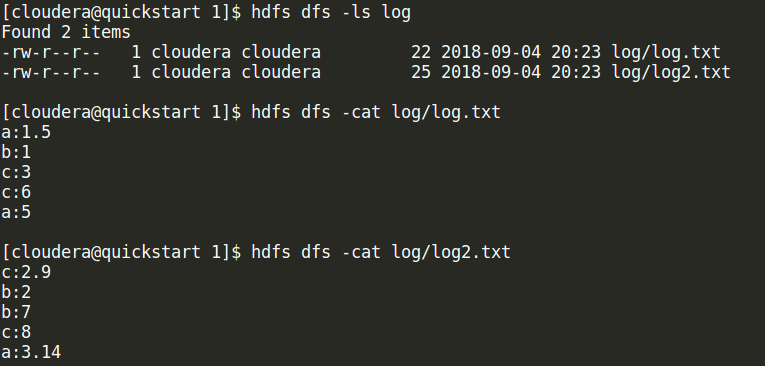 [cloudera@quickstart 1]$ hdfs dfs -ls log
Found 2 items
-rw-r--r--   1 cloudera cloudera         22 2018-09-04 20:23 log/log.txt
-rw-r--r--   1 cloudera cloudera         25 2018-09-04 20:23 log/log2.txt
[cloudera@quickstart 1]$ hdfs dfs -cat log/log.txt
a:1.5
b:1
c:3
c:6
a:5
[cloudera@quickstart 1]$ hdfs dfs -cat log/log2.txt
c:2.9
b:2
b:7
c:8
a:3.14